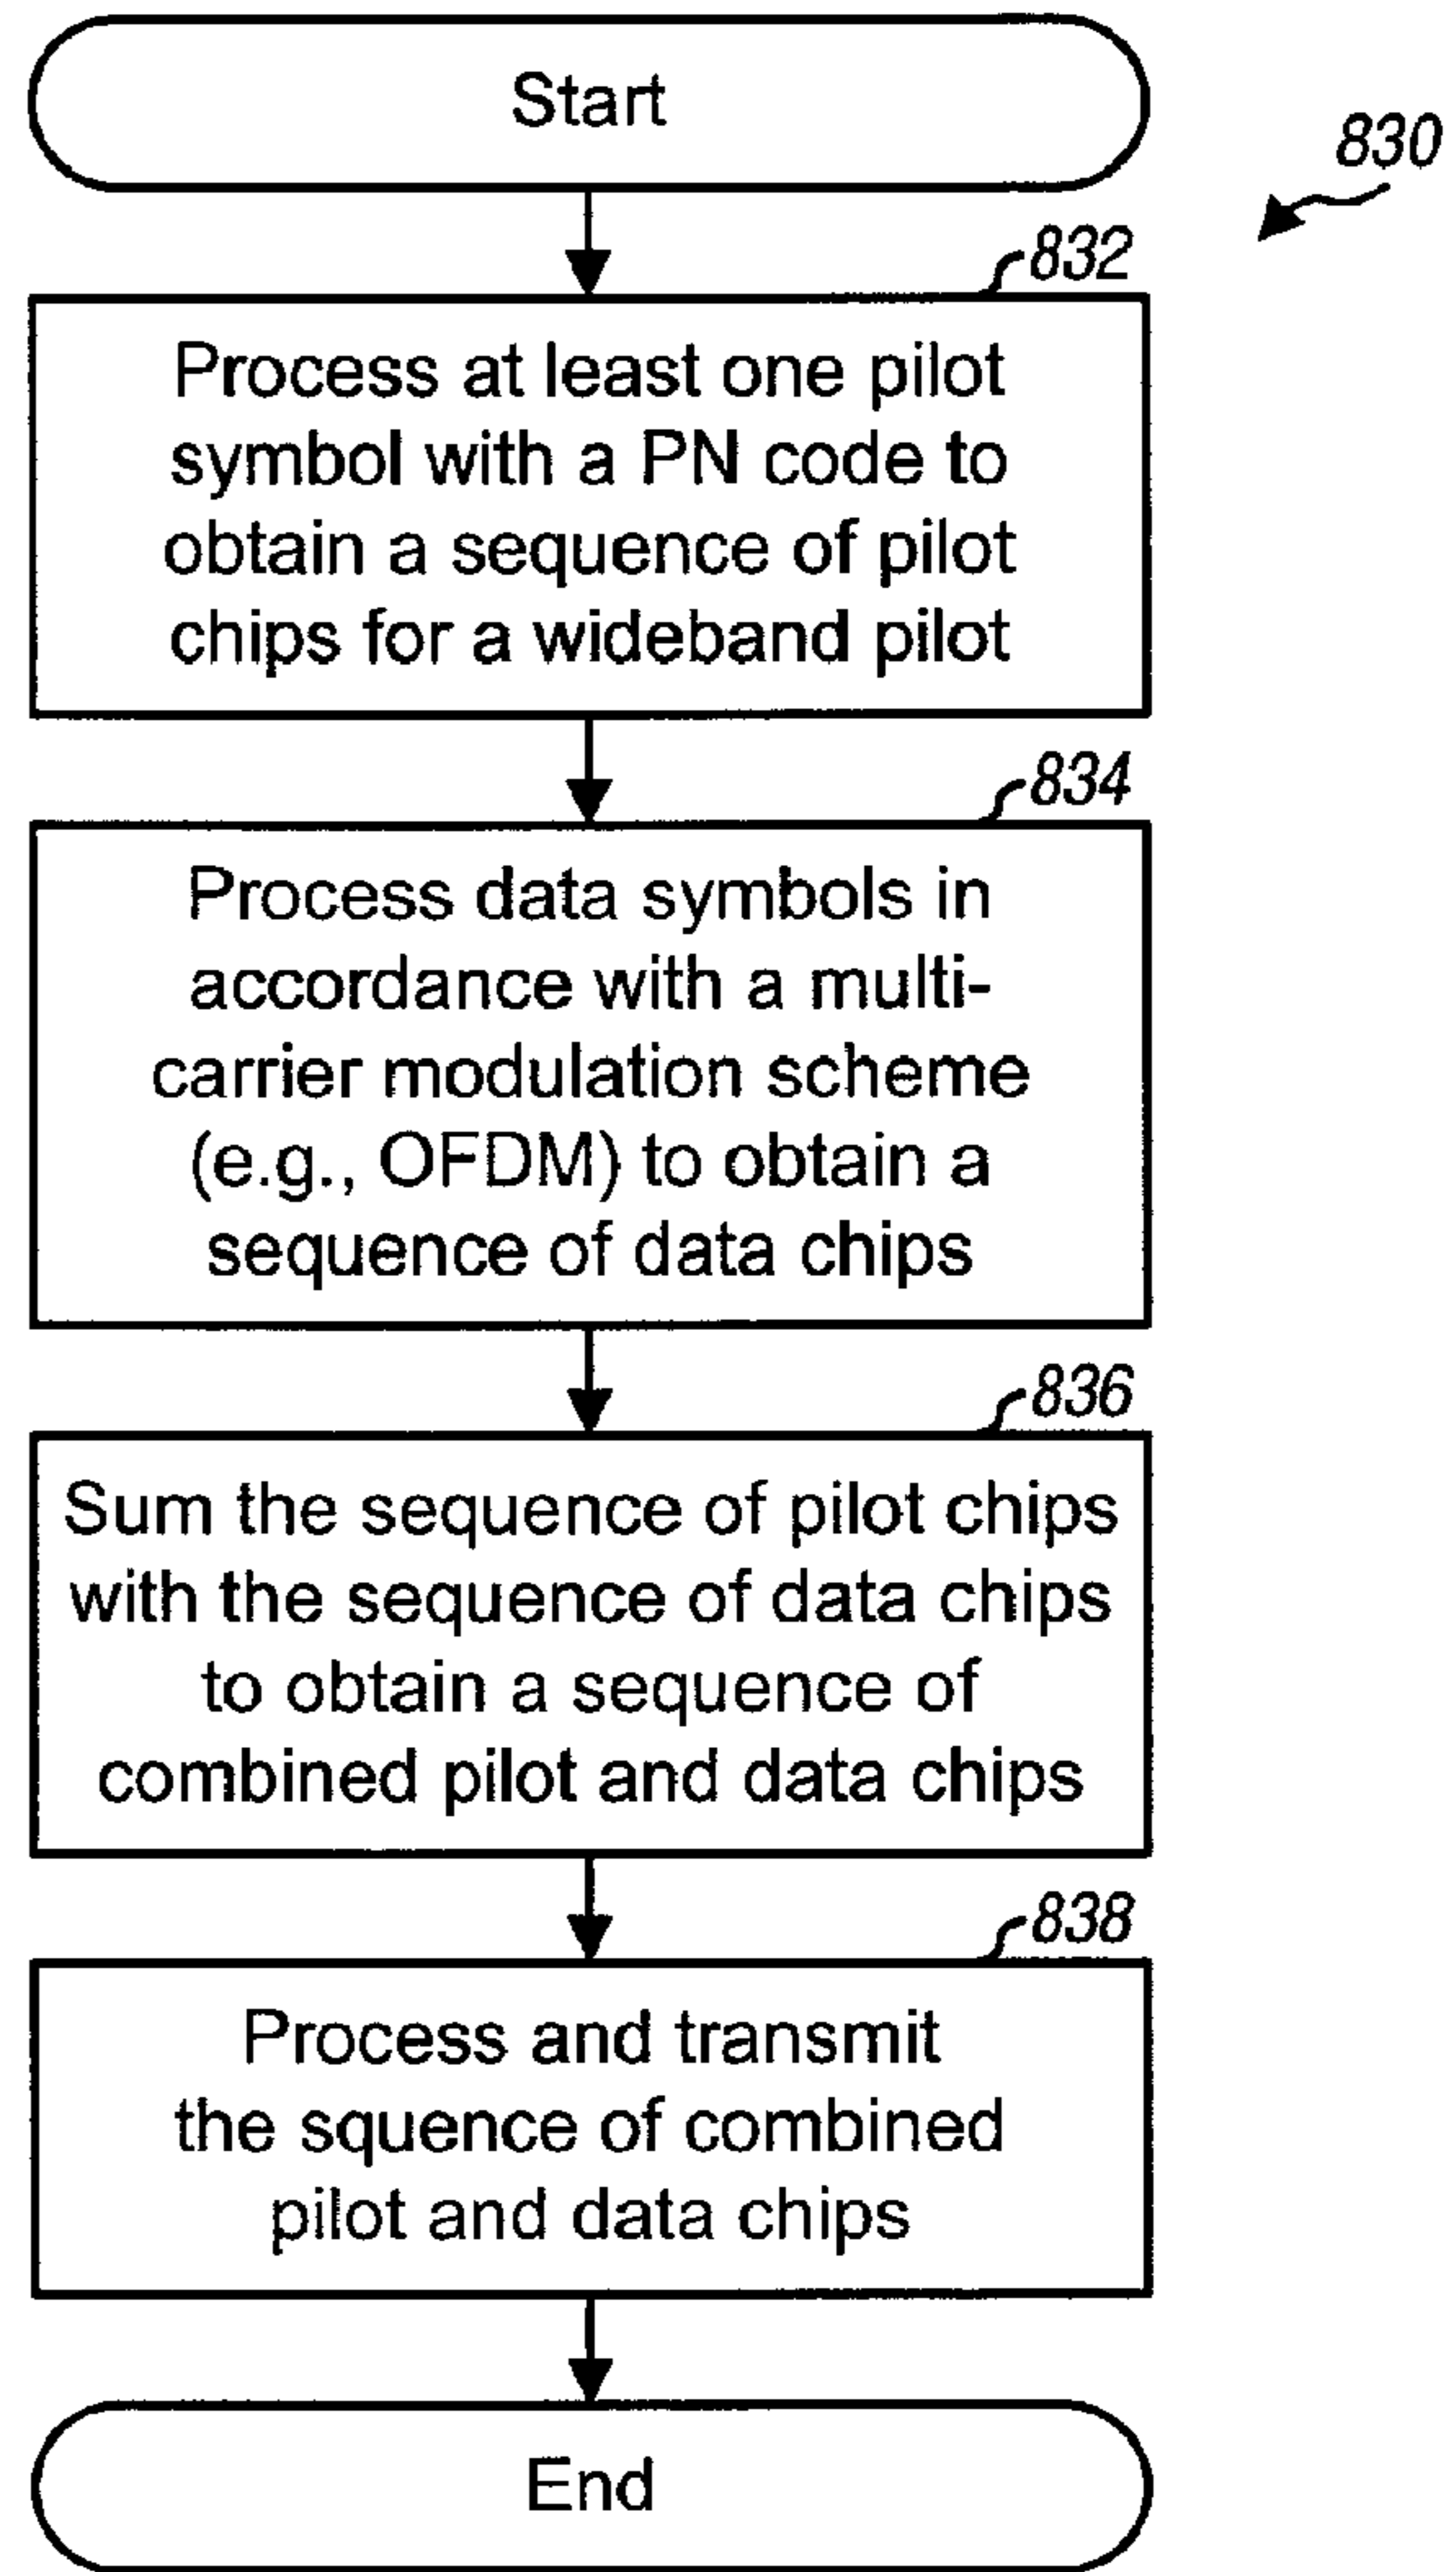 Start
830
832
Process at least one pilot
symbol with a PN code to
obtain a sequence of pilot
chips for a wideband pilot
834
Process data symbols in
accordance with a multi-
carrier modulation scheme
(e.g., OFDM) to obtain a
sequence of data chips
836
Sum the sequence of pilot chips
with the sequence of data chips
to obtain a sequence of
combined pilot and data chips
838
Process and transmit
the squence of combined
pilot and data chips
End